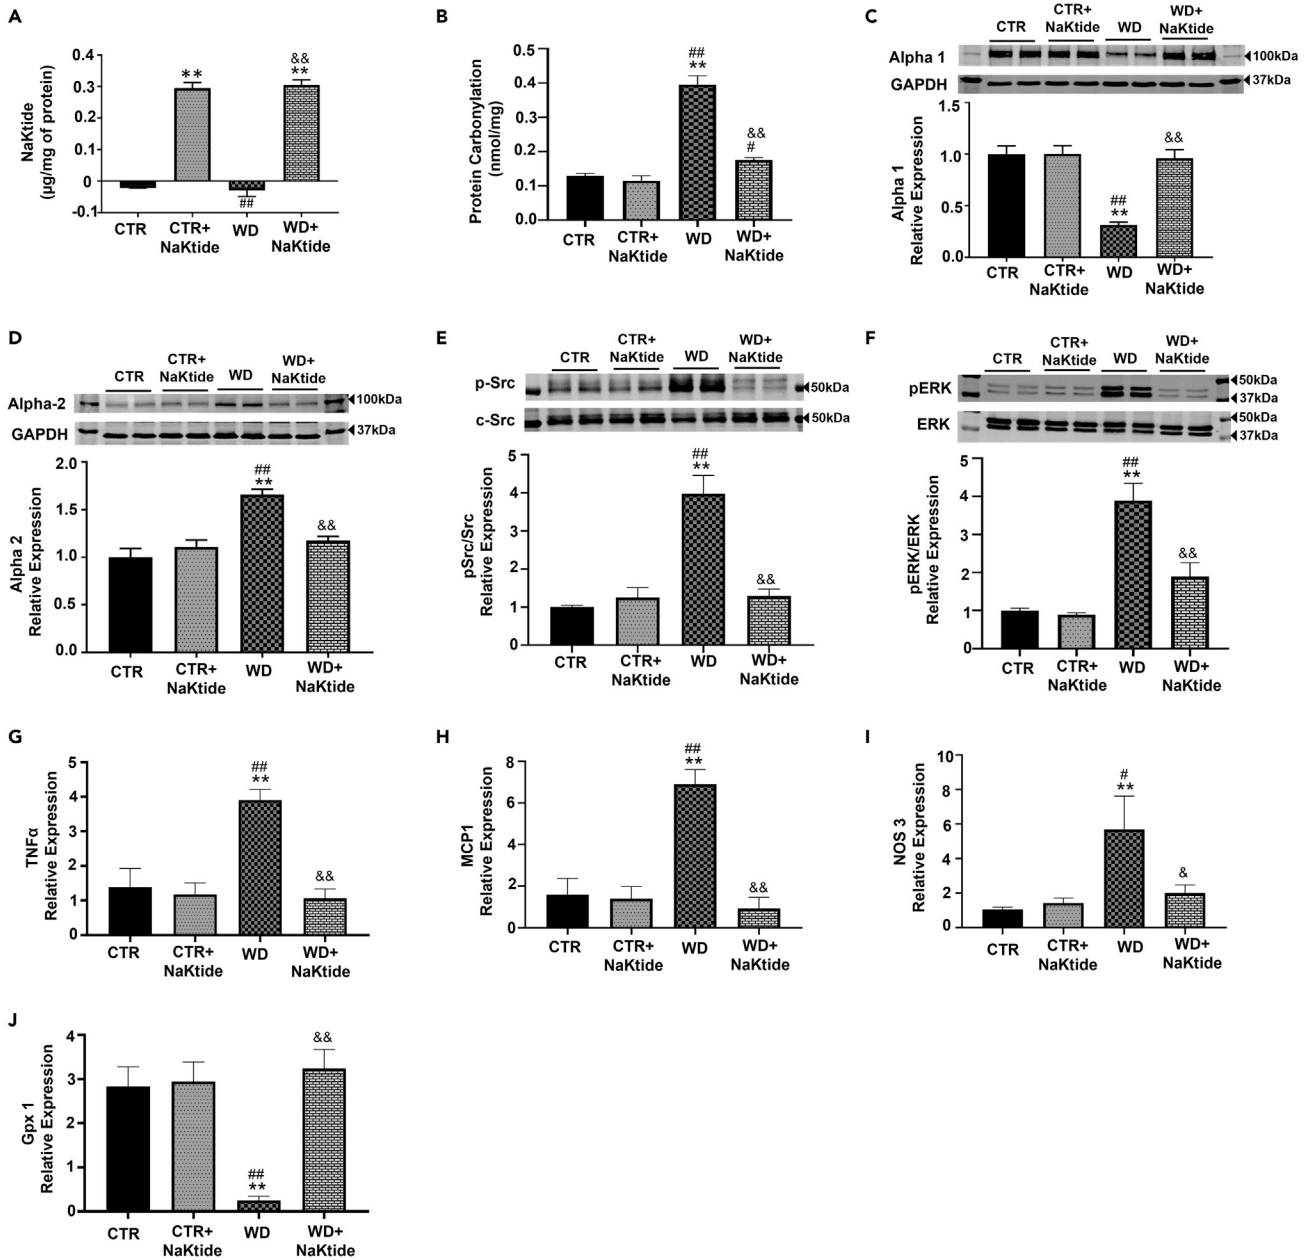 A
NaKtide
(µg/mg of protein)
0.4
0.3
0.2
0.1
0
-0.1
**
##
&&
**
CTR
CTR+
NaKtide
WD
WD+
NaKtide
B
Protein Carbonylation
(nmol/mg)
0.5
0.4
0.3
0.2
0.1
0.0
##
**
&&
#
CTR
CTR+
NaKtide
WD
WD+
NaKtide
C
CTR
CTR+
NaKtide
WD
WD+
NaKtide
Alpha 1
100kDa
GAPDH
37kDa
Alpha 1
Relative Expression
1.5
1.0
0.5
0.0
##
**
&&
CTR
CTR+
NaKtide
WD
WD+
NaKtide
D
CTR
CTR+
NaKtide
WD
WD+
NaKtide
Alpha-2
100kDa
GAPDH
37kDa
Alpha 2
Relative Expression
2.0
1.5
1.0
0.5
0.0
##
**
&&
CTR
CTR+
NaKtide
WD
WD+
NaKtide
E
CTR
CTR+
NaKtide
WD
WD+
NaKtide
p-Src
50kDa
c-Src
50kDa
pSrc/Src
Relative Expression
5
4
3
2
1
0
##
**
&&
CTR
CTR+
NaKtide
WD
WD+
NaKtide
F
CTR
CTR+
NaKtide
WD
WD+
NaKtide
pERK
50kDa
37kDa
ERK
50kDa
37kDa
pERK/ERK
Relative Expression
5
4
3
2
1
0
##
**
&&
CTR
CTR+
NaKtide
WD
WD+
NaKtide
G
TNFα
Relative Expression
5
4
3
2
1
0
##
**
&&
CTR
CTR+
NaKtide
WD
WD+
NaKtide
H
MCP1
Relative Expression
8
6
4
2
0
##
**
&&
CTR
CTR+
NaKtide
WD
WD+
NaKtide
I
NOS 3
Relative Expression
10
8
6
4
2
0
#
**
&
CTR
CTR+
NaKtide
WD
WD+
NaKtide
J
Gpx 1
Relative Expression
4
3
2
1
0
##
**
&&
CTR
CTR+
NaKtide
WD
WD+
NaKtide